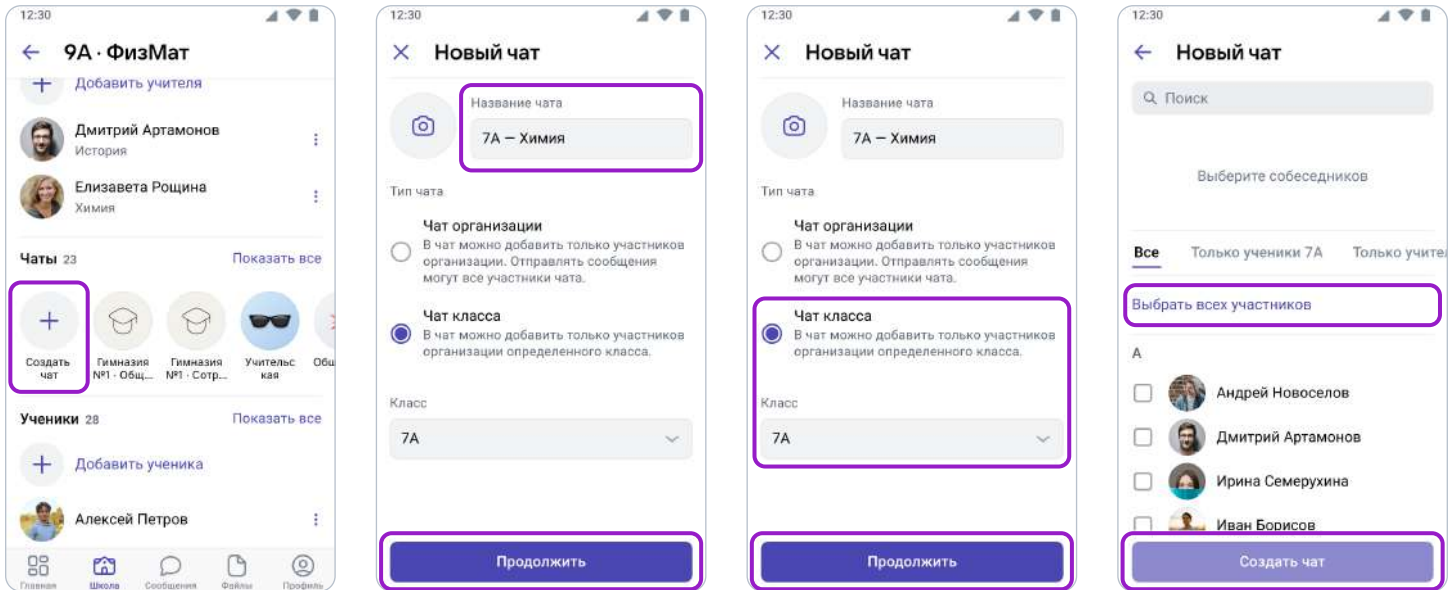 12:30
9А · ФизМат
Добавить учителя
Дмитрий Артамонов
История
Елизавета Рощина
Химия
Чаты 23
Показать все
Создать
чат
Гимназия
№1 · Общ...
Гимназия
№1 · Сотр...
Учительс
кая
Общ
Ученики 28
Показать все
Добавить ученика
Алексей Петров
Главная
Школа
Сообщения
Файлы
Профиль
12:30
Новый чат
Название чата
7А — Химия
Тип чата
Чат организации
В чат можно добавить только участников
организации. Отправлять сообщения
могут все участники чата.
Чат класса
В чат можно добавить только участников
организации определенного класса.
Класс
7А
Продолжить
12:30
Новый чат
Название чата
7А — Химия
Тип чата
Чат организации
В чат можно добавить только участников
организации. Отправлять сообщения
могут все участники чата.
Чат класса
В чат можно добавить только участников
организации определенного класса.
Класс
7А
Продолжить
12:30
Новый чат
Поиск
Выберите собеседников
Все
Только ученики 7А
Только учите
Выбрать всех участников
А
Андрей Новоселов
Дмитрий Артамонов
Ирина Семерухина
Иван Борисов
Создать чат